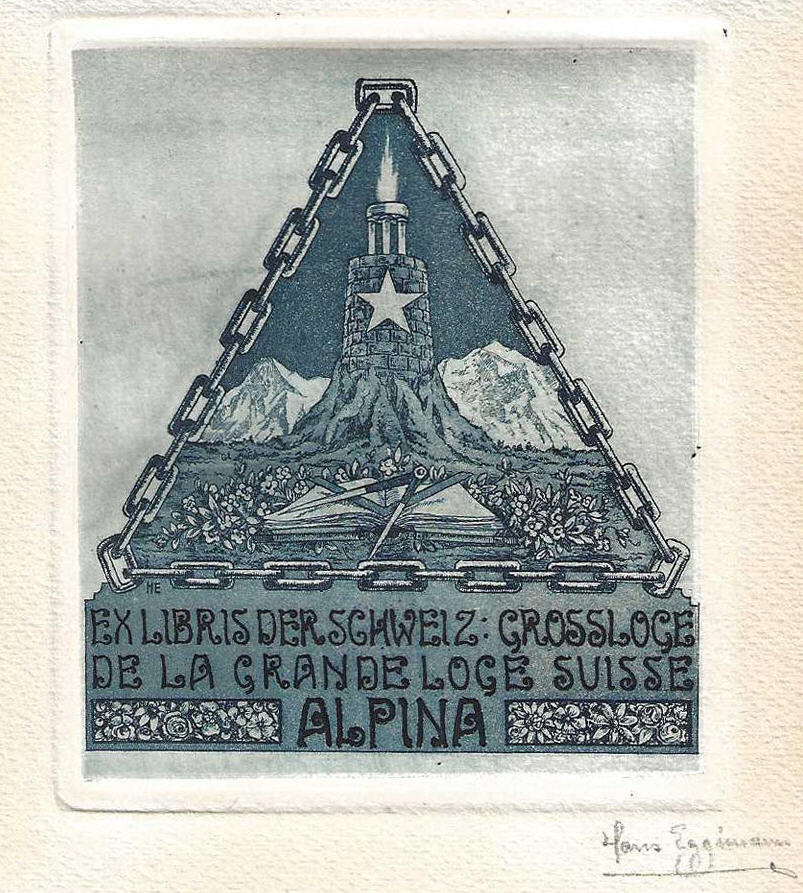 HE
EX LIBRIS DER SCHWEIZ: GROSSLOGE
DE LA GRANDE LOGE SUISSE
ALPINA
Hans Eggimann